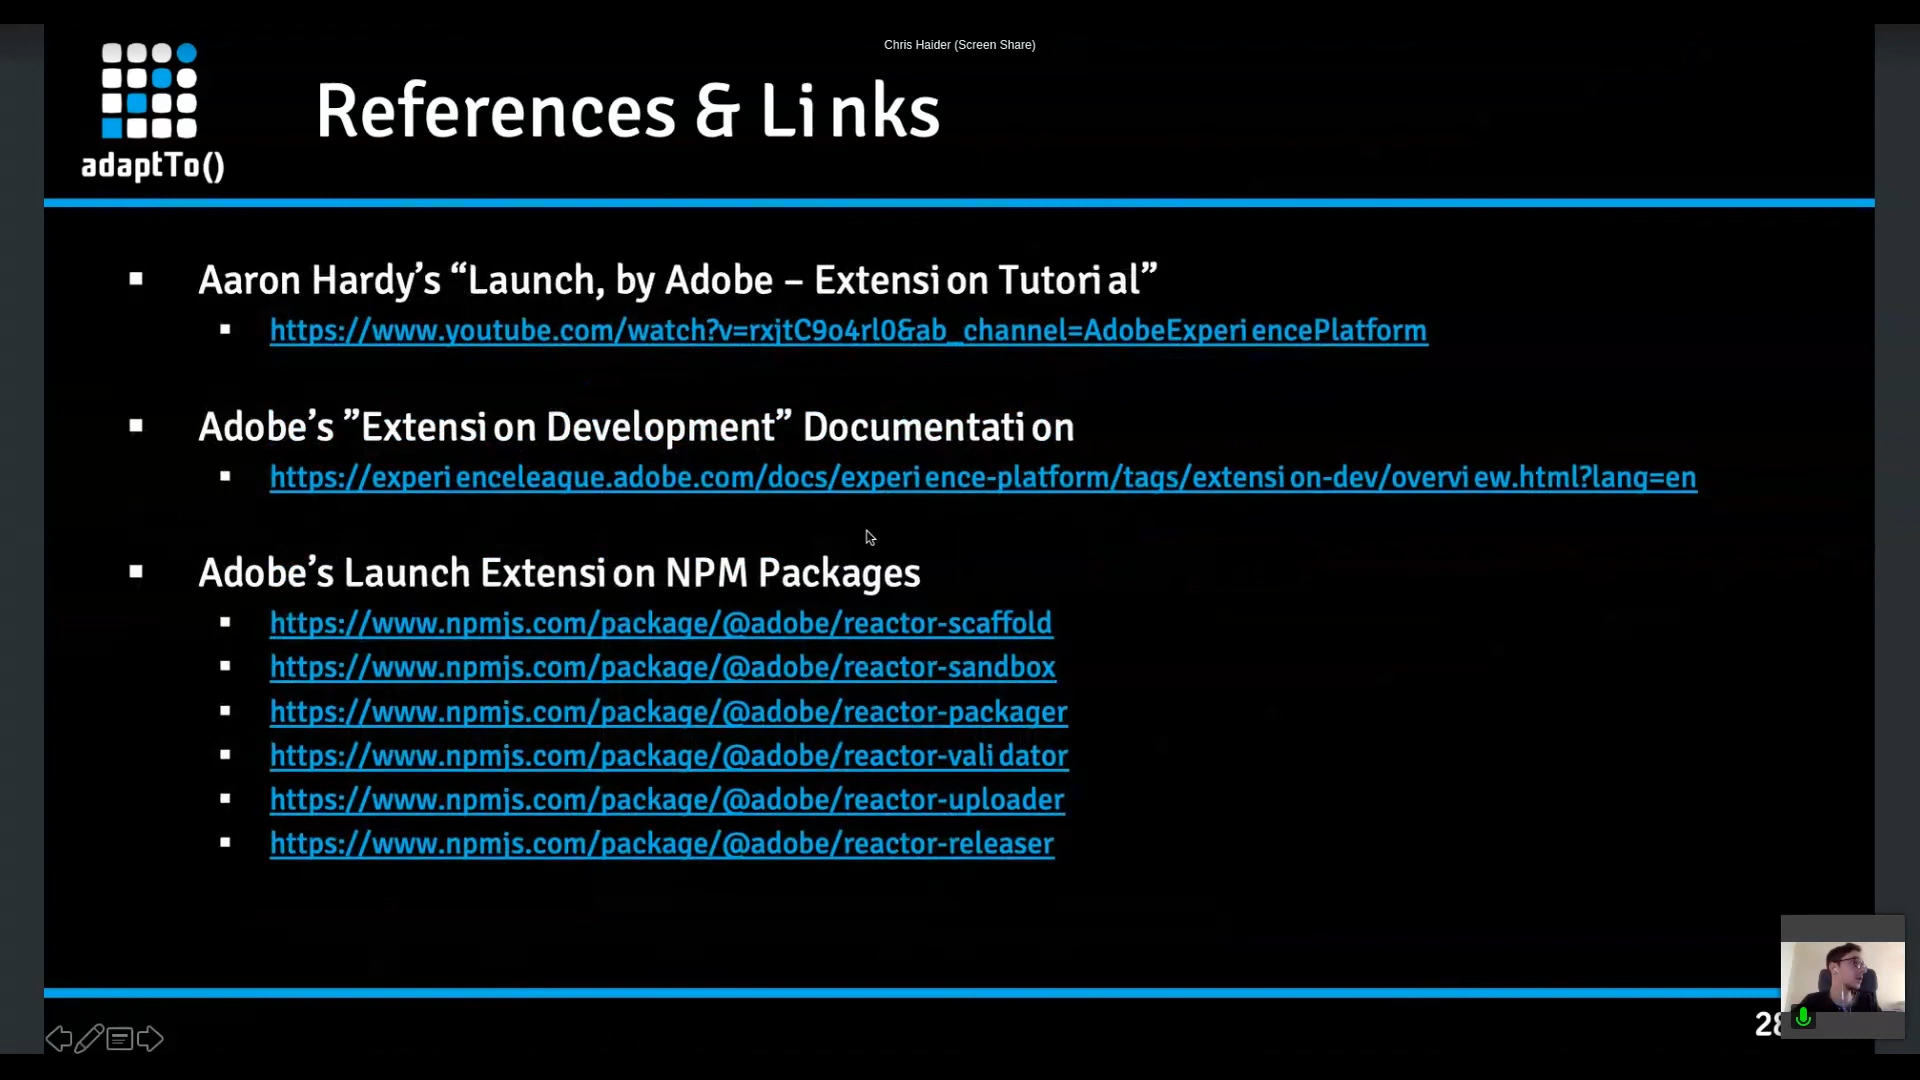 Chris Haider (Screen Share)
adaptTo()
References & Links
Aaron Hardy’s “Launch, by Adobe – Extension Tutorial”
https://www.youtube.com/watch?v=rxjtC9o4rl0&ab_channel=AdobeExperiencePlatform
Adobe’s ”Extension Development” Documentation
https://experienceleague.adobe.com/docs/experience-platform/tags/extension-dev/overview.html?lang=en
Adobe’s Launch Extension NPM Packages
https://www.npmjs.com/package/@adobe/reactor-scaffold
https://www.npmjs.com/package/@adobe/reactor-sandbox
https://www.npmjs.com/package/@adobe/reactor-packager
https://www.npmjs.com/package/@adobe/reactor-validator
https://www.npmjs.com/package/@adobe/reactor-uploader
https://www.npmjs.com/package/@adobe/reactor-releaser
28